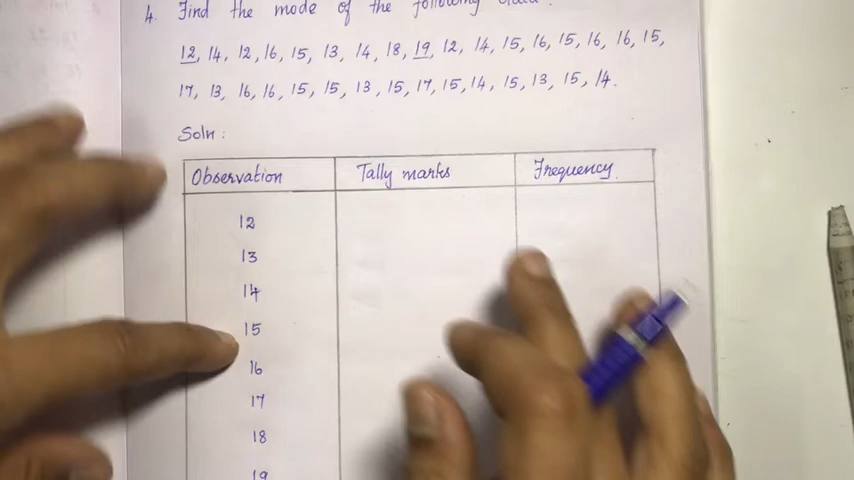 4. Find the mode of the following data.
12, 14, 12, 16, 15, 13, 14, 18, 19, 12, 14, 15, 16, 15, 16, 16, 15,
17, 13, 16, 16, 15, 15, 13, 15, 17, 15, 14, 15, 13, 15, 14.
Soln :
Observation Tally marks Frequency
12
13
14
15
16
17
18
19